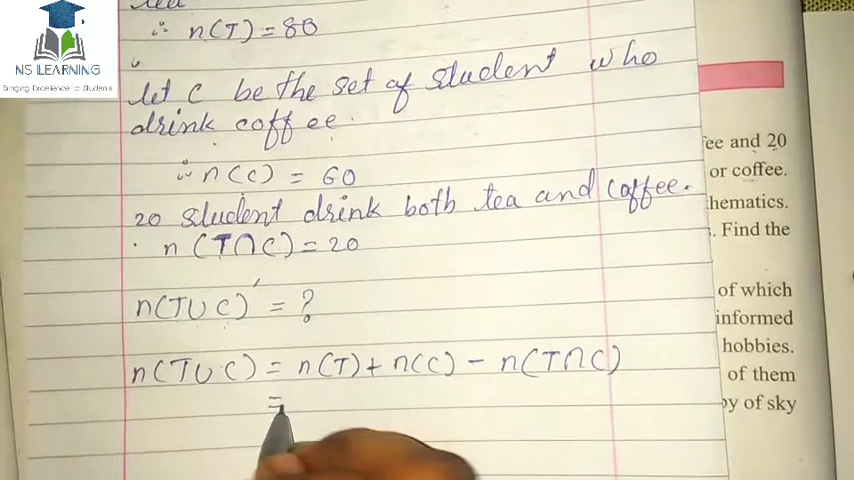 NS LEARNING
Bringing Excellence to Students
∴ n(T) = 80
let C be the set of student who
drink coffee.
∴ n(C) = 60
20 student drink both tea and coffee.
n(T∩C) = 20
n(T∪C)' = ?
n(T∪C) = n(T) + n(C) - n(T∩C)
=
ee and 20
or coffee.
hematics.
. Find the
of which
informed
hobbies.
of them
of sky